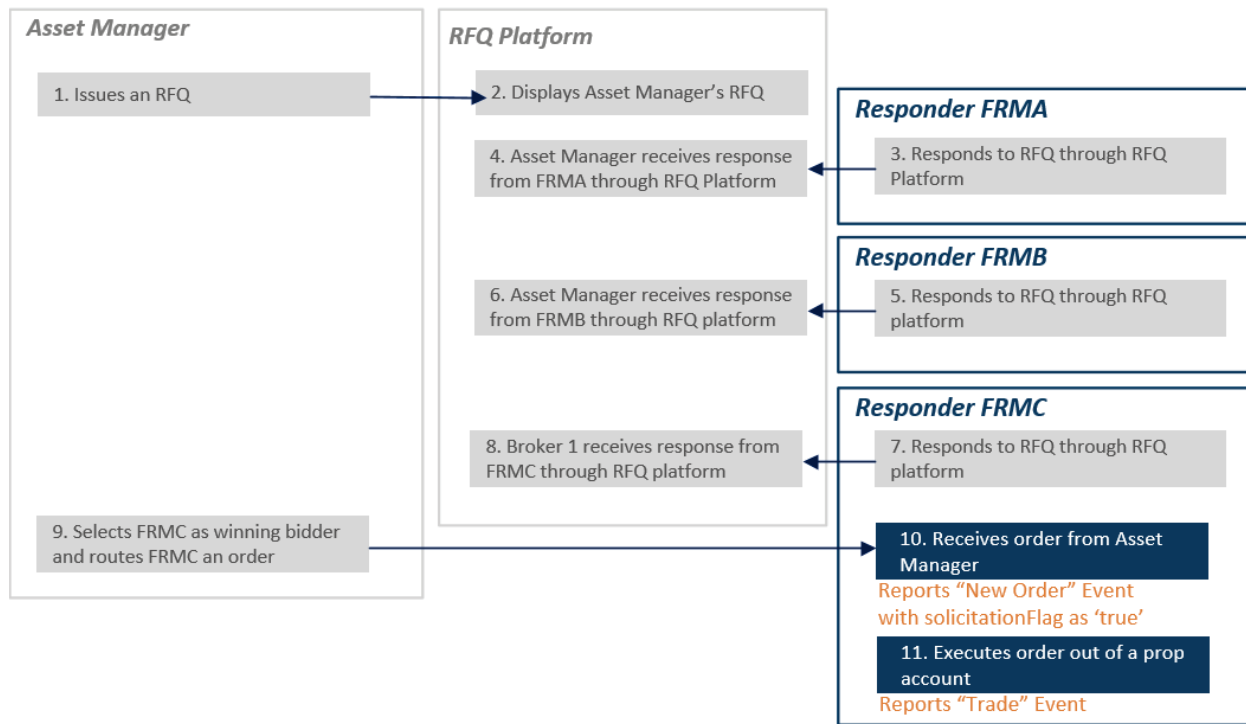 Asset Manager
RFQ Platform
1. Issues an RFQ
2. Displays Asset Manager's RFQ
Responder FRMA
4. Asset Manager receives response
from FRMA through RFQ Platform
3. Responds to RFQ through RFQ
Platform
Responder FRMB
6. Asset Manager receives response
from FRMB through RFQ platform
5. Responds to RFQ through RFQ
platform
Responder FRMC
8. Broker 1 receives response from
FRMC through RFQ platform
7. Responds to RFQ through RFQ
platform
9. Selects FRMC as winning bidder
and routes FRMC an order
10. Receives order from Asset
Manager
Reports “New Order” Event
with solicitationFlag as ‘true’
11. Executes order out of a prop
account
Reports “Trade” Event